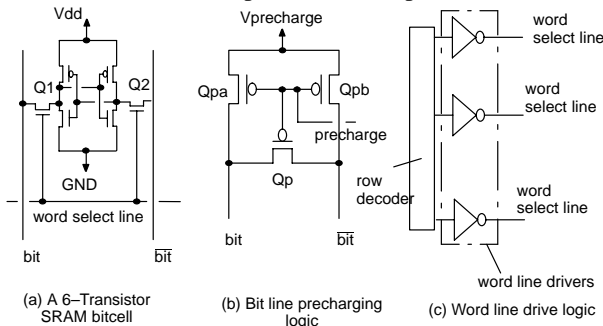 Vdd
Q1
Q2
GND
word select line
bit
bit
(a) A 6–Transistor
SRAM bitcell
Vprecharge
Qpa
Qpb
precharge
Qp
bit
bit
(b) Bit line precharging
logic
word
select line
word
select line
word
select line
row
decoder
word line drivers
(c) Word line drive logic